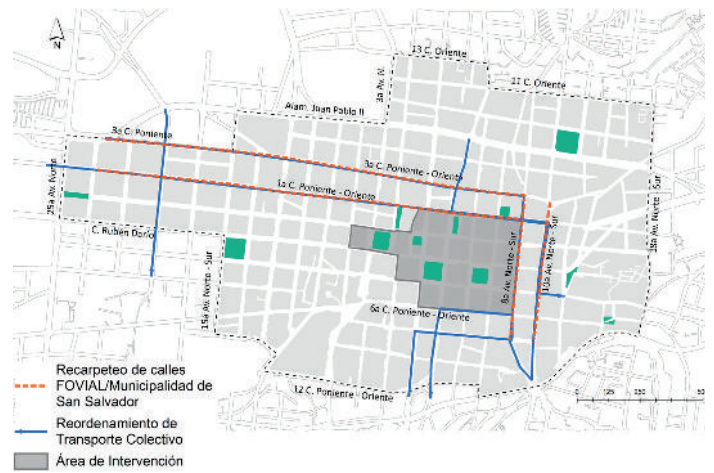 N
13 C. Oriente
3a Av. N.
11 C. Oriente
Alam. Juan Pablo II
3a C. Poniente
3a C. Poniente - Oriente
1a C. Poniente - Oriente
25a Av. Norte
C. Rubén Darío
15a Av. Norte - Sur
8a Av. Norte - Sur
10a Av. Norte - Sur
18a Av. Norte - Sur
6a C. Poniente - Oriente
12 C. Poniente - Oriente
Recarpeteo de calles
FOVIAL/Municipalidad de
San Salvador
Reordenamiento de
Transporte Colectivo
Área de Intervención
0 125 250